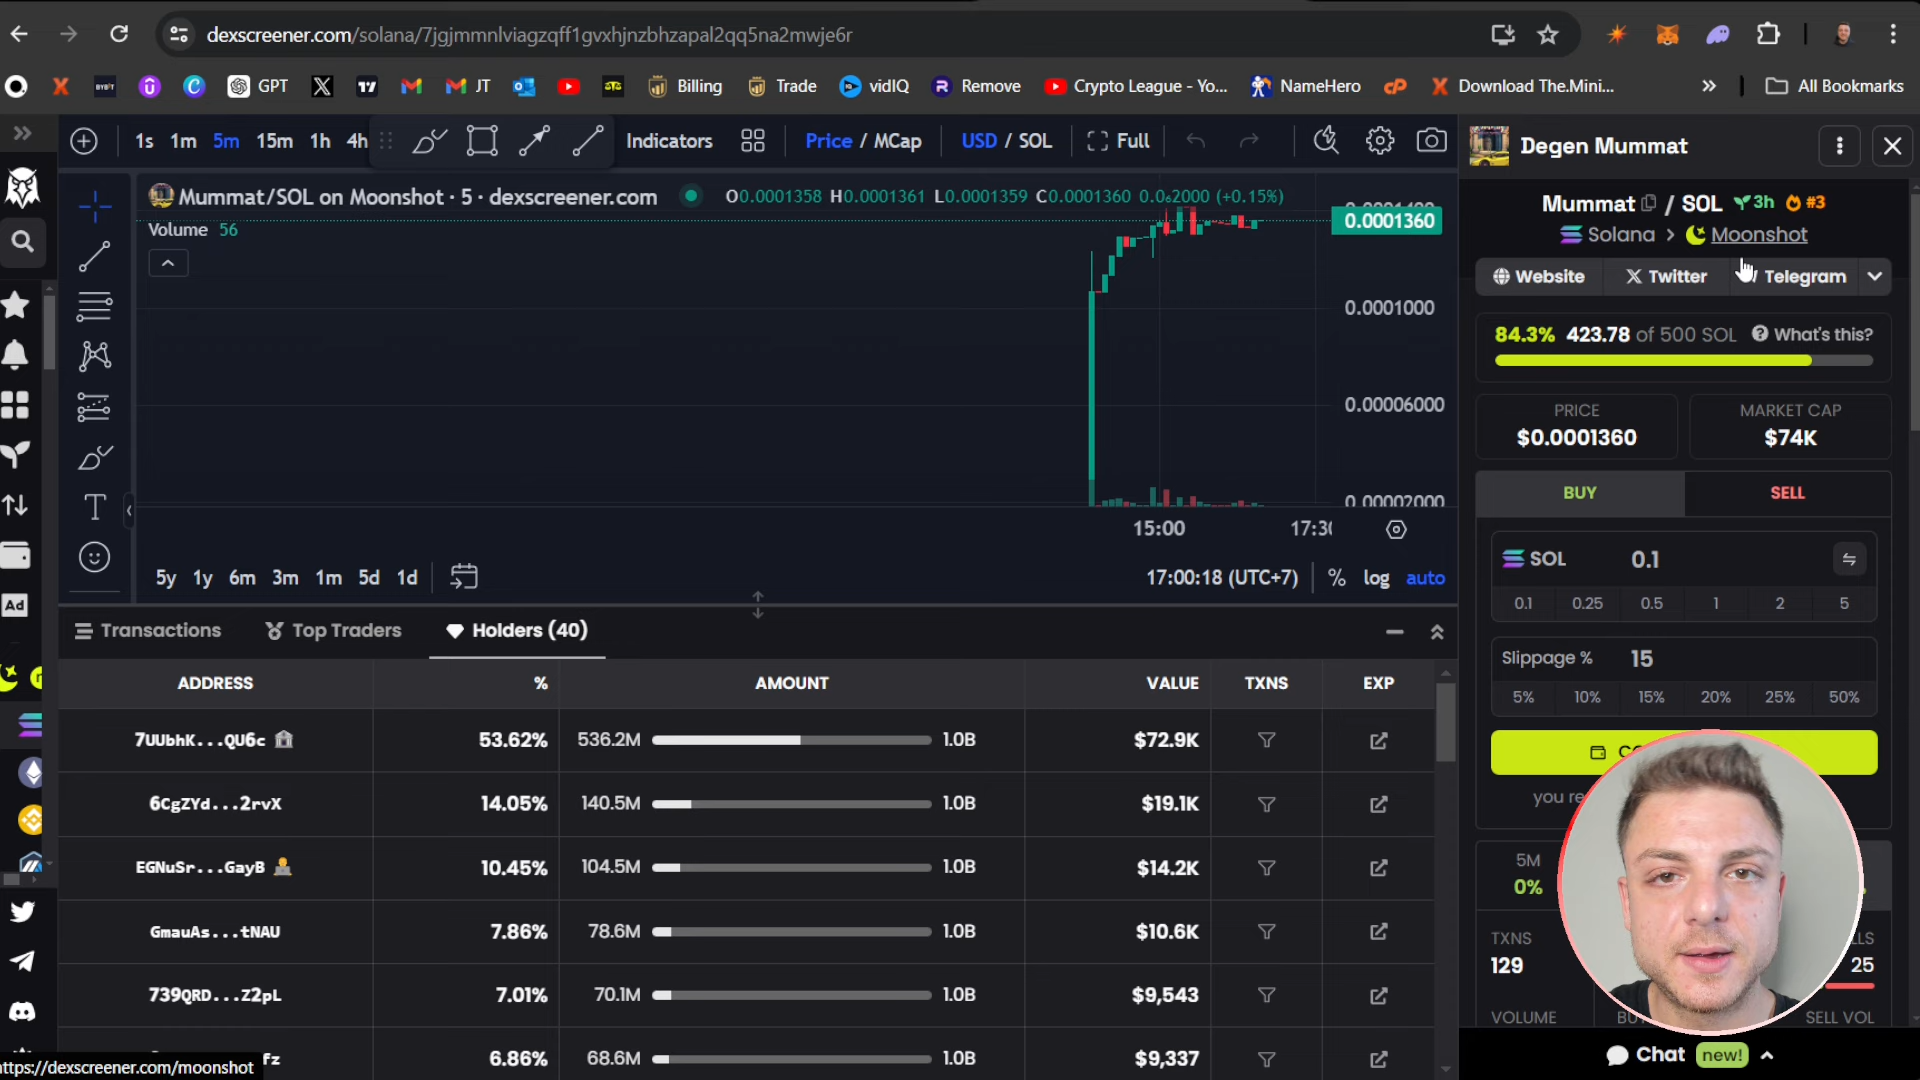 dexscreener.com/solana/7jgjmmnlviagzqff1gvxhjnzbhzapal2qq5na2mwje6r
GPT
JT
Billing
Trade
vidIQ
Remove
Crypto League - Yo...
NameHero
Download The.Mini...
All Bookmarks
1s 1m 5m 15m 1h 4h Indicators Price / MCap USD / SOL Full
Degen Mummat
Mummat/SOL on Moonshot · 5 · dexscreener.com
O0.0001358 H0.0001361 L0.0001359 C0.0001360 0.0₆2000 (+0.15%)
Volume 56
0.0001360
0.0001000
0.00006000
0.00002000
15:00
5y 1y 6m 3m 1m 5d 1d
17:00:18 (UTC+7) % log auto
Ad
Mummat / SOL 3h #3
Solana > Moonshot
Website Twitter Telegram
84.3% 423.78 of 500 SOL What's this?
PRICE
$0.0001360
MARKET CAP
$74K
BUY SELL
SOL 0.1
0.1 0.25 0.5 1 2 5
Slippage % 15
5% 10% 15% 20% 25% 50%
5M
0%
TXNS
129
25
VOLUME
SELL VOL
Chat new!
Transactions Top Traders Holders (40)
ADDRESS % AMOUNT VALUE TXNS EXP
7UUbhK...QU6c 53.62% 536.2M 1.0B $72.9K
6CgZYd...2rvX 14.05% 140.5M 1.0B $19.1K
EGNuSr...GayB 10.45% 104.5M 1.0B $14.2K
GmauAs...tNAU 7.86% 78.6M 1.0B $10.6K
739QRD...Z2pL 7.01% 70.1M 1.0B $9,543
fz 6.86% 68.6M 1.0B $9,337
ttps://dexscreener.com/moonshot